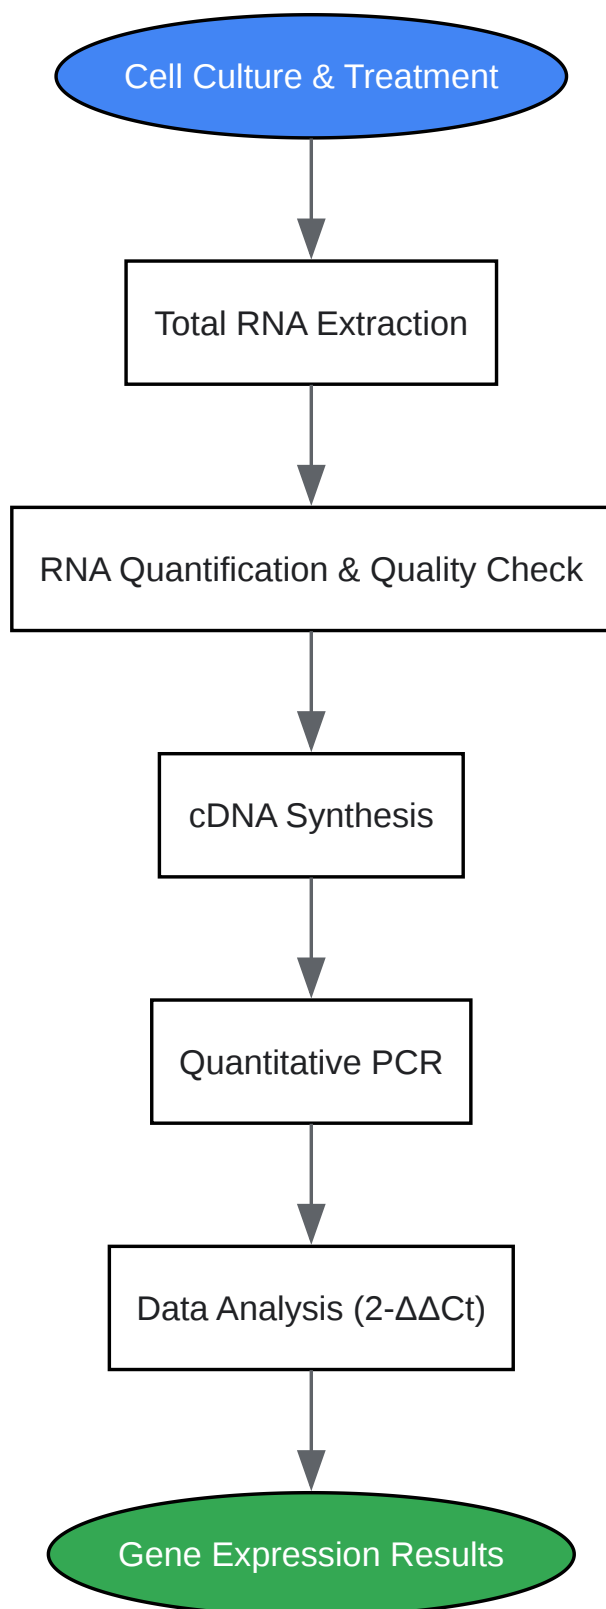 Cell Culture & Treatment
Total RNA Extraction
RNA Quantification & Quality Check
cDNA Synthesis
Quantitative PCR
Data Analysis (2-ΔΔCt)
Gene Expression Results